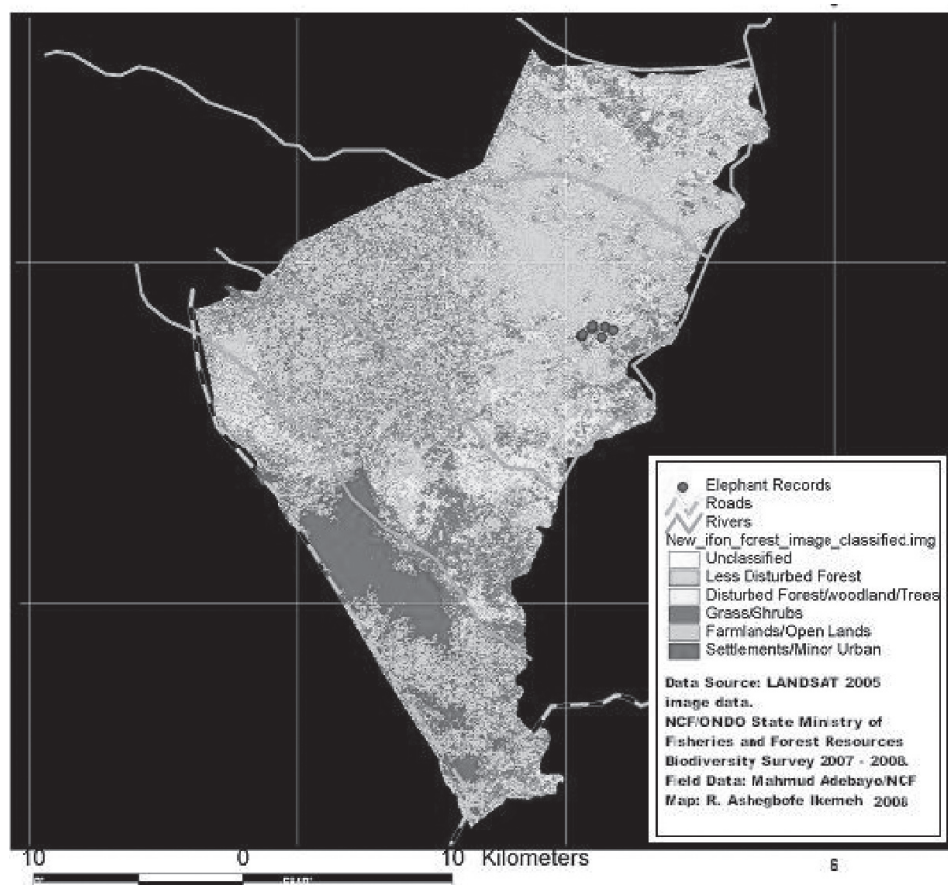 Elephant Records
Roads
Rivers
New_ifon_forest_image_classified.img
Unclassified
Less Disturbed Forest
Disturbed Forest/woodland/Trees
Grass/Shrubs
Farmlands/Open Lands
Settlements/Minor Urban
Data Source: LANDSAT 2005
image data.
NCF/ONDO State Ministry of
Fisheries and Forest Resources
Biodiversity Survey 2007 - 2008.
Field Data: Mahmud Adebayo/NCF
Map: R. Ashegbofe Ikemeh 2008
10 0 10 Kilometers
6